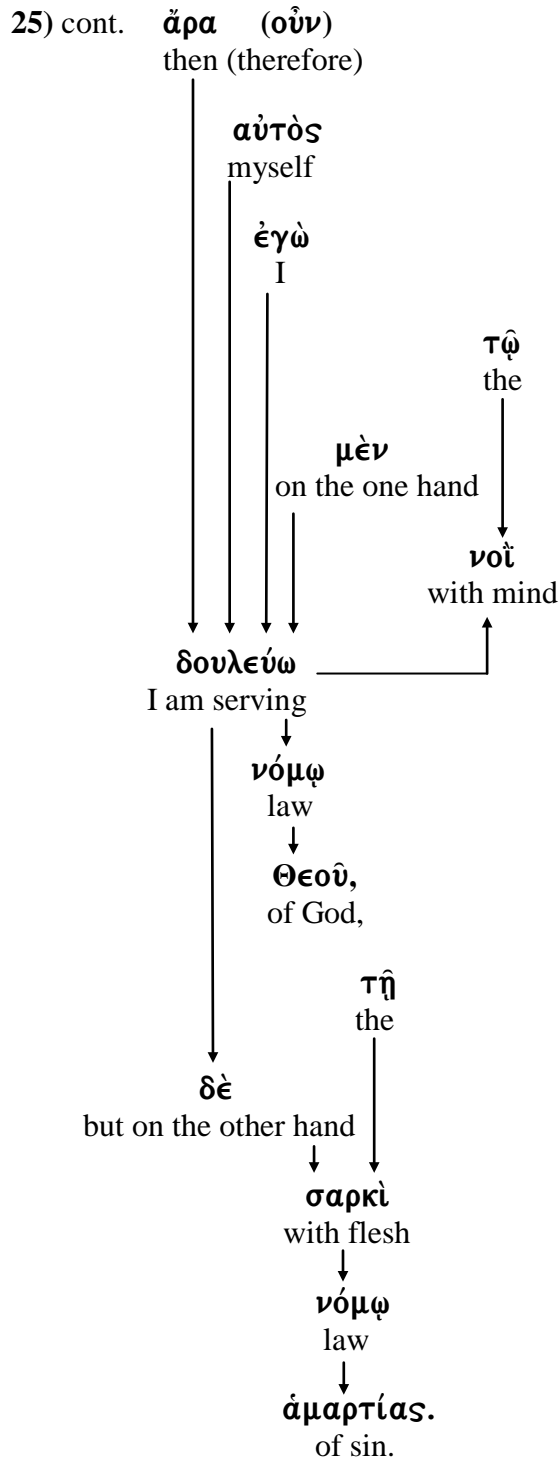 25) cont. ἄρα (οὖν)
then (therefore)
αὐτὸς
myself
ἐγὼ
I
τῷ
the
μὲν
on the one hand
νοῒ
with mind
δουλεύω
I am serving
νόμῳ
law
Θεοῦ,
of God,
τῇ
the
δὲ
but on the other hand
σαρκὶ
with flesh
νόμῳ
law
ἁμαρτίας.
of sin.